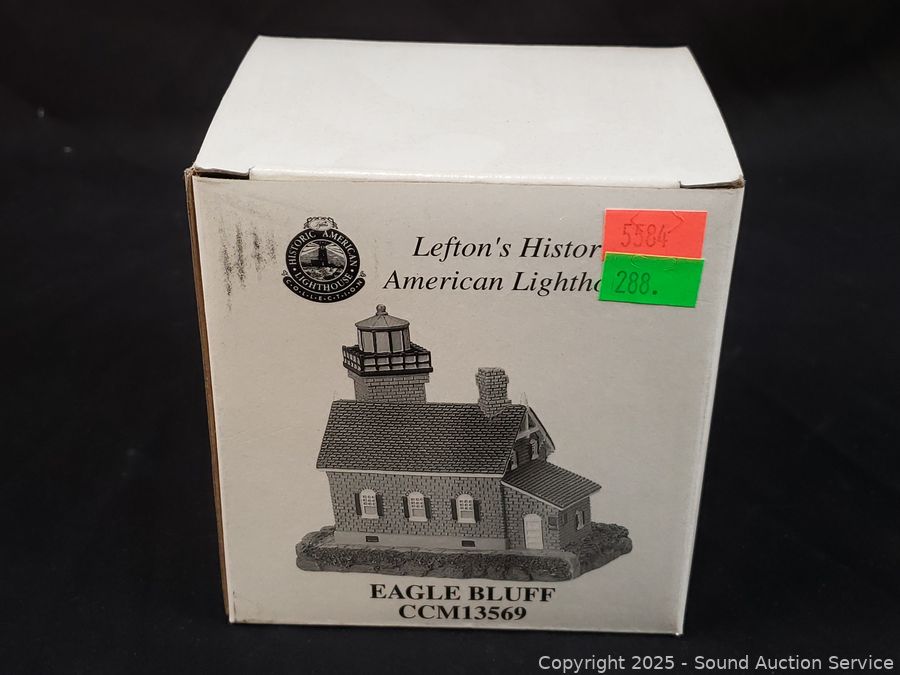 HISTORIC AMERICAN
LIGHTHOUSE
COLLECTION
Lefton's Histor
American Lightho
5584
288.
EAGLE BLUFF
CCM13569
Copyright 2025 - Sound Auction Service